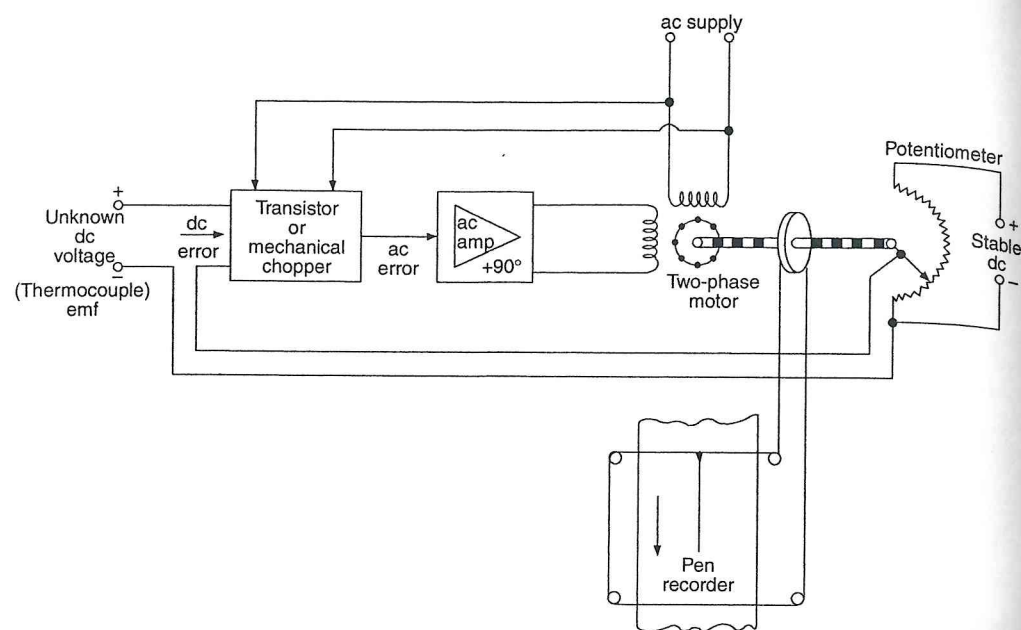 ac supply
Potentiometer
+
Unknown
dc
voltage
−
(Thermocouple)
emf
dc
error
Transistor
or
mechanical
chopper
ac
error
ac
amp
+90°
Two-phase
motor
+
Stable
dc
−
Pen
recorder